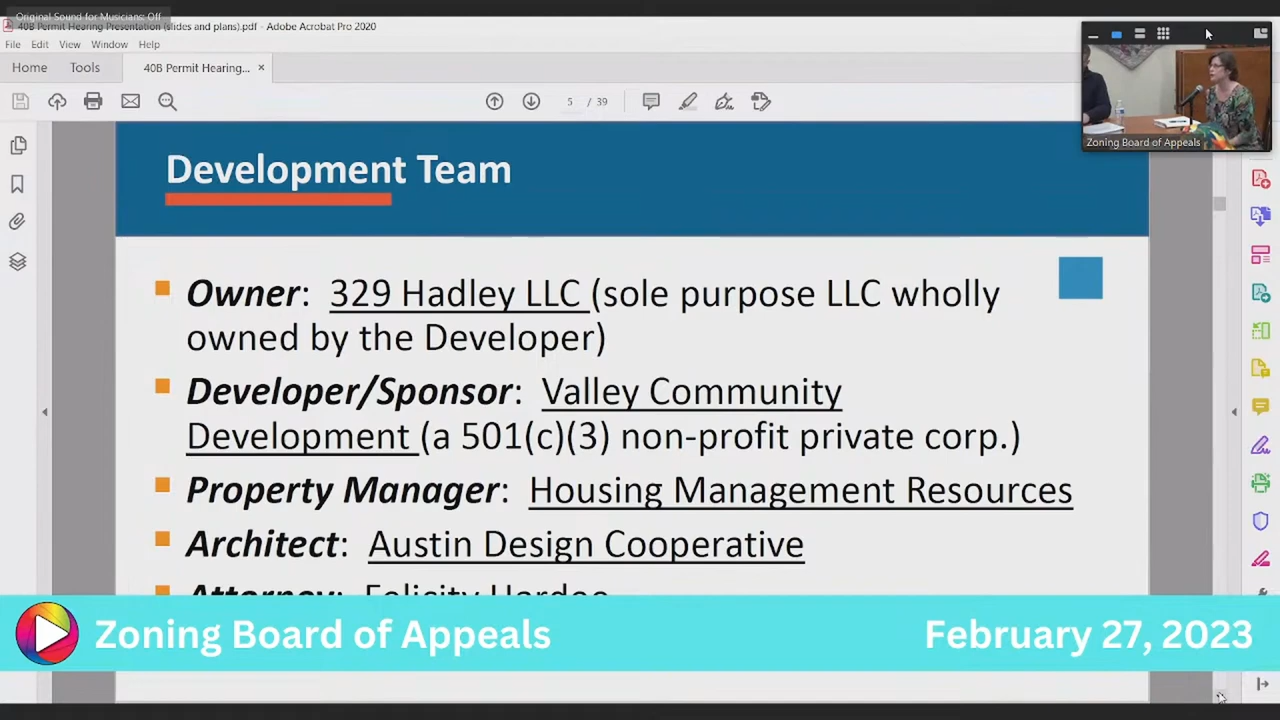 Original Sound for Musicians: Off
40B Permit Hearing Presentation (slides and plans).pdf - Adobe Acrobat Pro 2020
File Edit View Window Help
Home Tools 40B Permit Hearing... ×
5 / 39
Zoning Board of Appeals
Development Team
Owner: 329 Hadley LLC (sole purpose LLC wholly
owned by the Developer)
Developer/Sponsor: Valley Community
Development (a 501(c)(3) non-profit private corp.)
Property Manager: Housing Management Resources
Architect: Austin Design Cooperative
Attorney: Felicity Hardee
Zoning Board of Appeals February 27, 2023